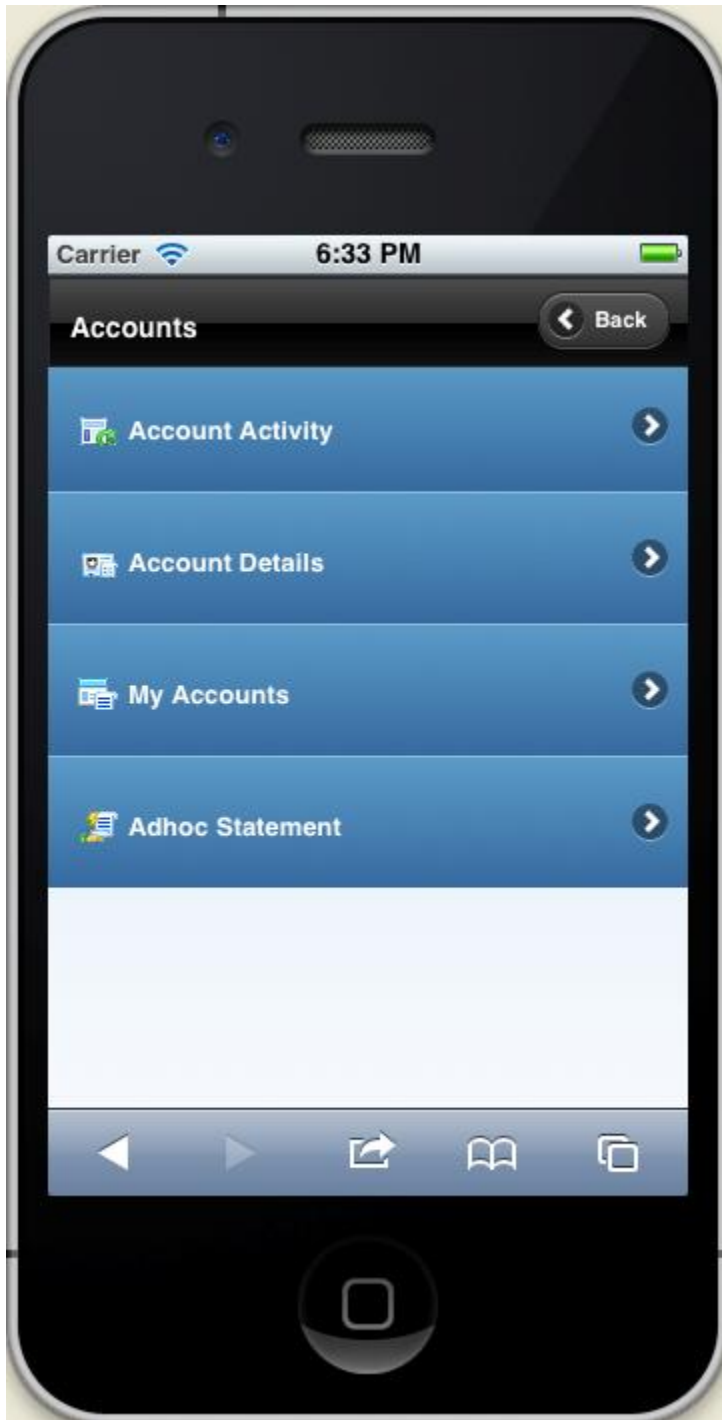 Carrier 6:33 PM
Accounts Back
Account Activity
Account Details
My Accounts
Adhoc Statement